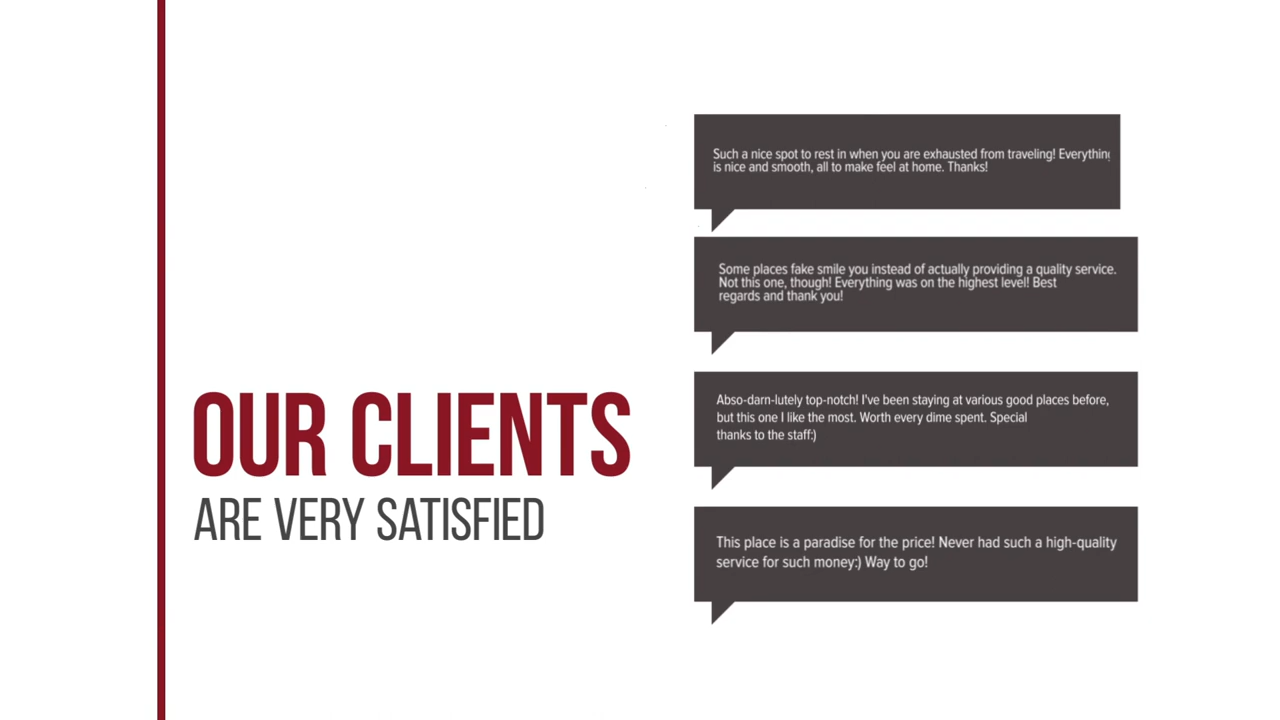 OUR CLIENTS
ARE VERY SATISFIED
Such a nice spot to rest in when you are exhausted from traveling! Everything
is nice and smooth, all to make feel at home. Thanks!
Some places fake smile you instead of actually providing a quality service.
Not this one, though! Everything was on the highest level! Best
regards and thank you!
Abso-darn-lutely top-notch! I've been staying at various good places before,
but this one I like the most. Worth every dime spent. Special
thanks to the staff:)
This place is a paradise for the price! Never had such a high-quality
service for such money:) Way to go!